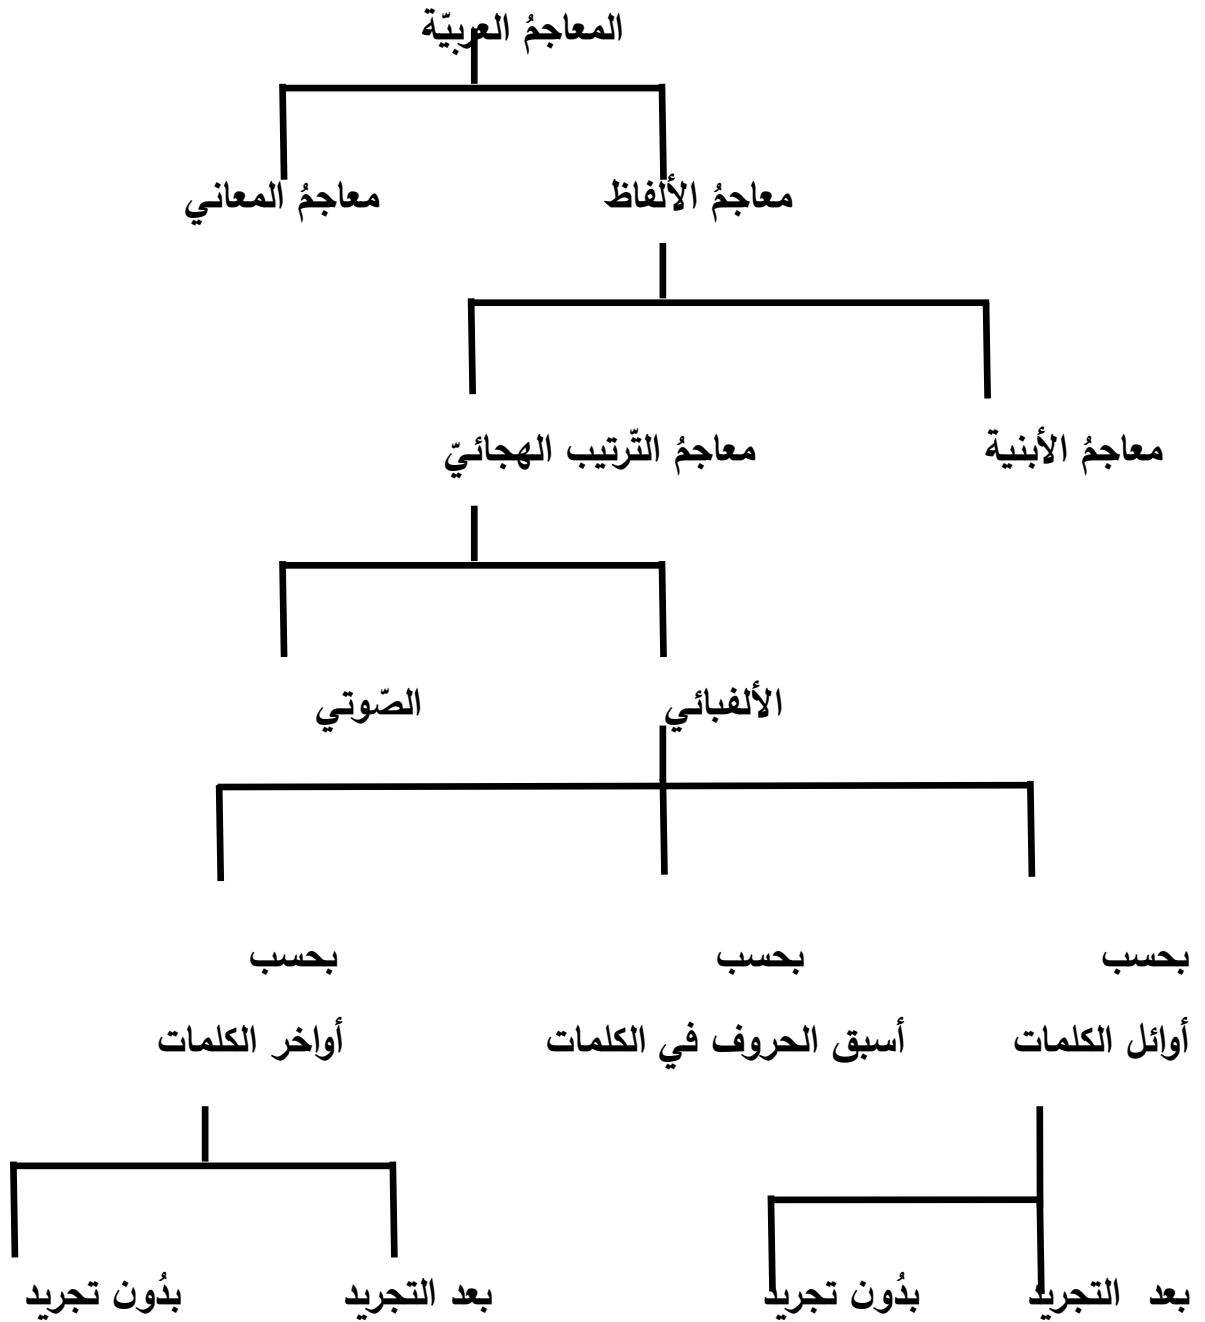 المعاجمُ العربيّة
معاجمُ الألفاظ
معاجمُ المعاني
معاجمُ الأبنية
معاجمُ التّرتيب الهجائيّ
الألفبائي
الصّوتي
بحسب
أوائل الكلمات
بحسب
أسبق الحروف في الكلمات
بحسب
أواخر الكلمات
بعد التجريد
بدُون تجريد
بعد التجريد
بدُون تجريد